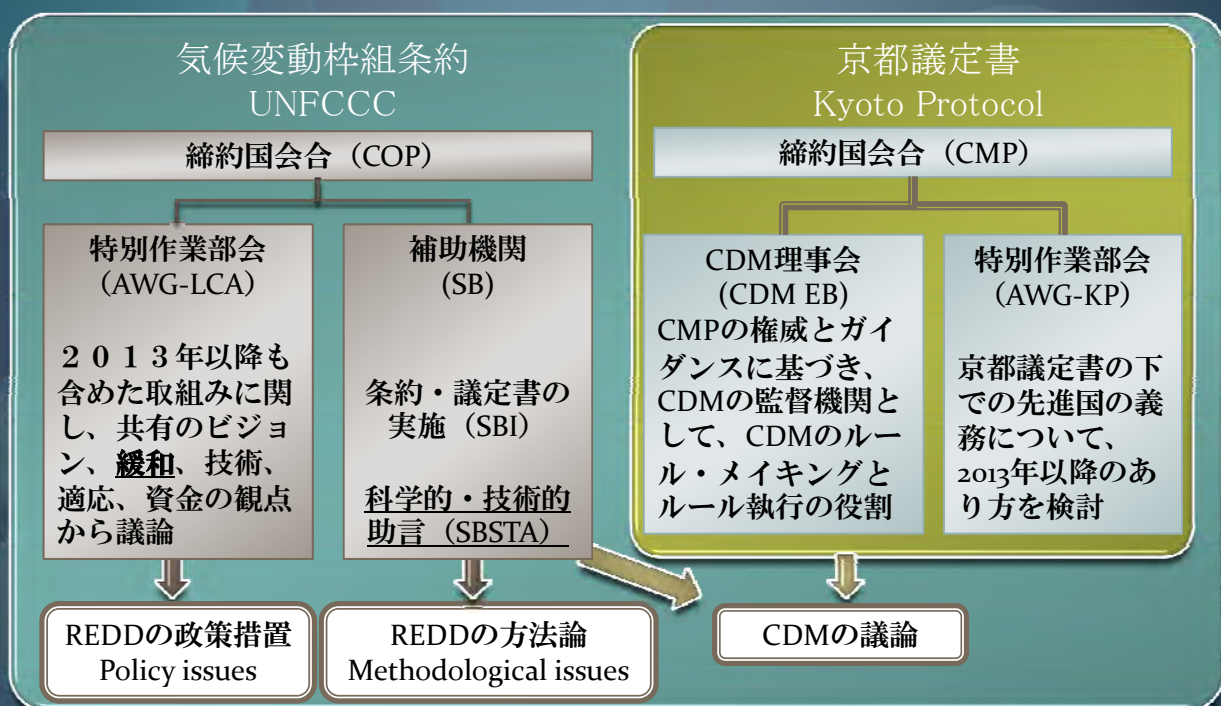 気候変動枠組条約
UNFCCC
締約国会合（COP）
特別作業部会
（AWG-LCA）
２０１３年以降も
含めた取組みに関
し、共有のビジョ
ン、緩和、技術、
適応、資金の観点
から議論
補助機関
(SB)
条約・議定書の
実施（SBI）
科学的・技術的
助言（SBSTA）
京都議定書
Kyoto Protocol
締約国会合（CMP）
CDM理事会
(CDM EB)
CMPの権威とガイ
ダンスに基づき、
CDMの監督機関と
して、CDMのルー
ル・メイキングと
ルール執行の役割
特別作業部会
（AWG-KP）
京都議定書の下
での先進国の義
務について、
2013年以降のあ
り方を検討
REDDの政策措置
Policy issues
REDDの方法論
Methodological issues
CDMの議論